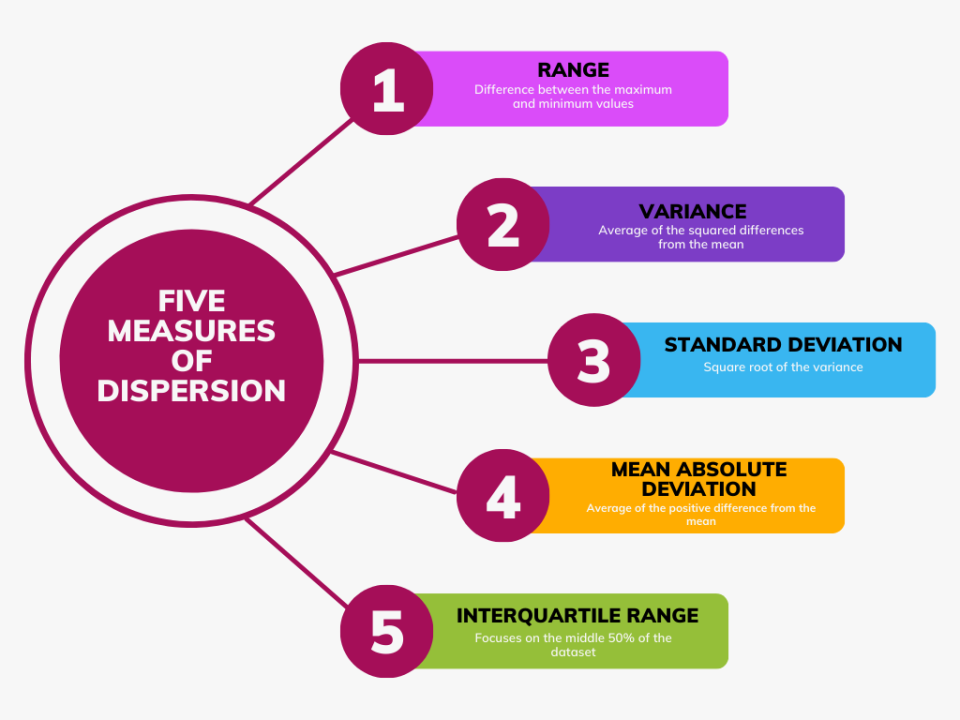 FIVE
MEASURES
OF
DISPERSION
1
RANGE
Difference between the maximum
and minimum values
2
VARIANCE
Average of the squared differences
from the mean
3
STANDARD DEVIATION
Square root of the variance
4
MEAN ABSOLUTE
DEVIATION
Average of the positive difference from the
mean
5
INTERQUARTILE RANGE
Focuses on the middle 50% of the
dataset